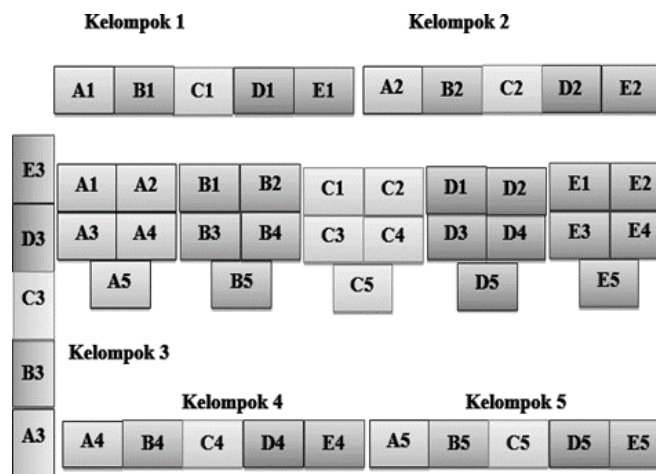 Kelompok 1 Kelompok 2
A1 B1 C1 D1 E1 A2 B2 C2 D2 E2
E3
D3
C3
B3
A3
A1 A2 B1 B2 C1 C2 D1 D2 E1 E2
A3 A4 B3 B4 C3 C4 D3 D4 E3 E4
A5 B5 C5 D5 E5
Kelompok 3
Kelompok 4 Kelompok 5
A4 B4 C4 D4 E4 A5 B5 C5 D5 E5